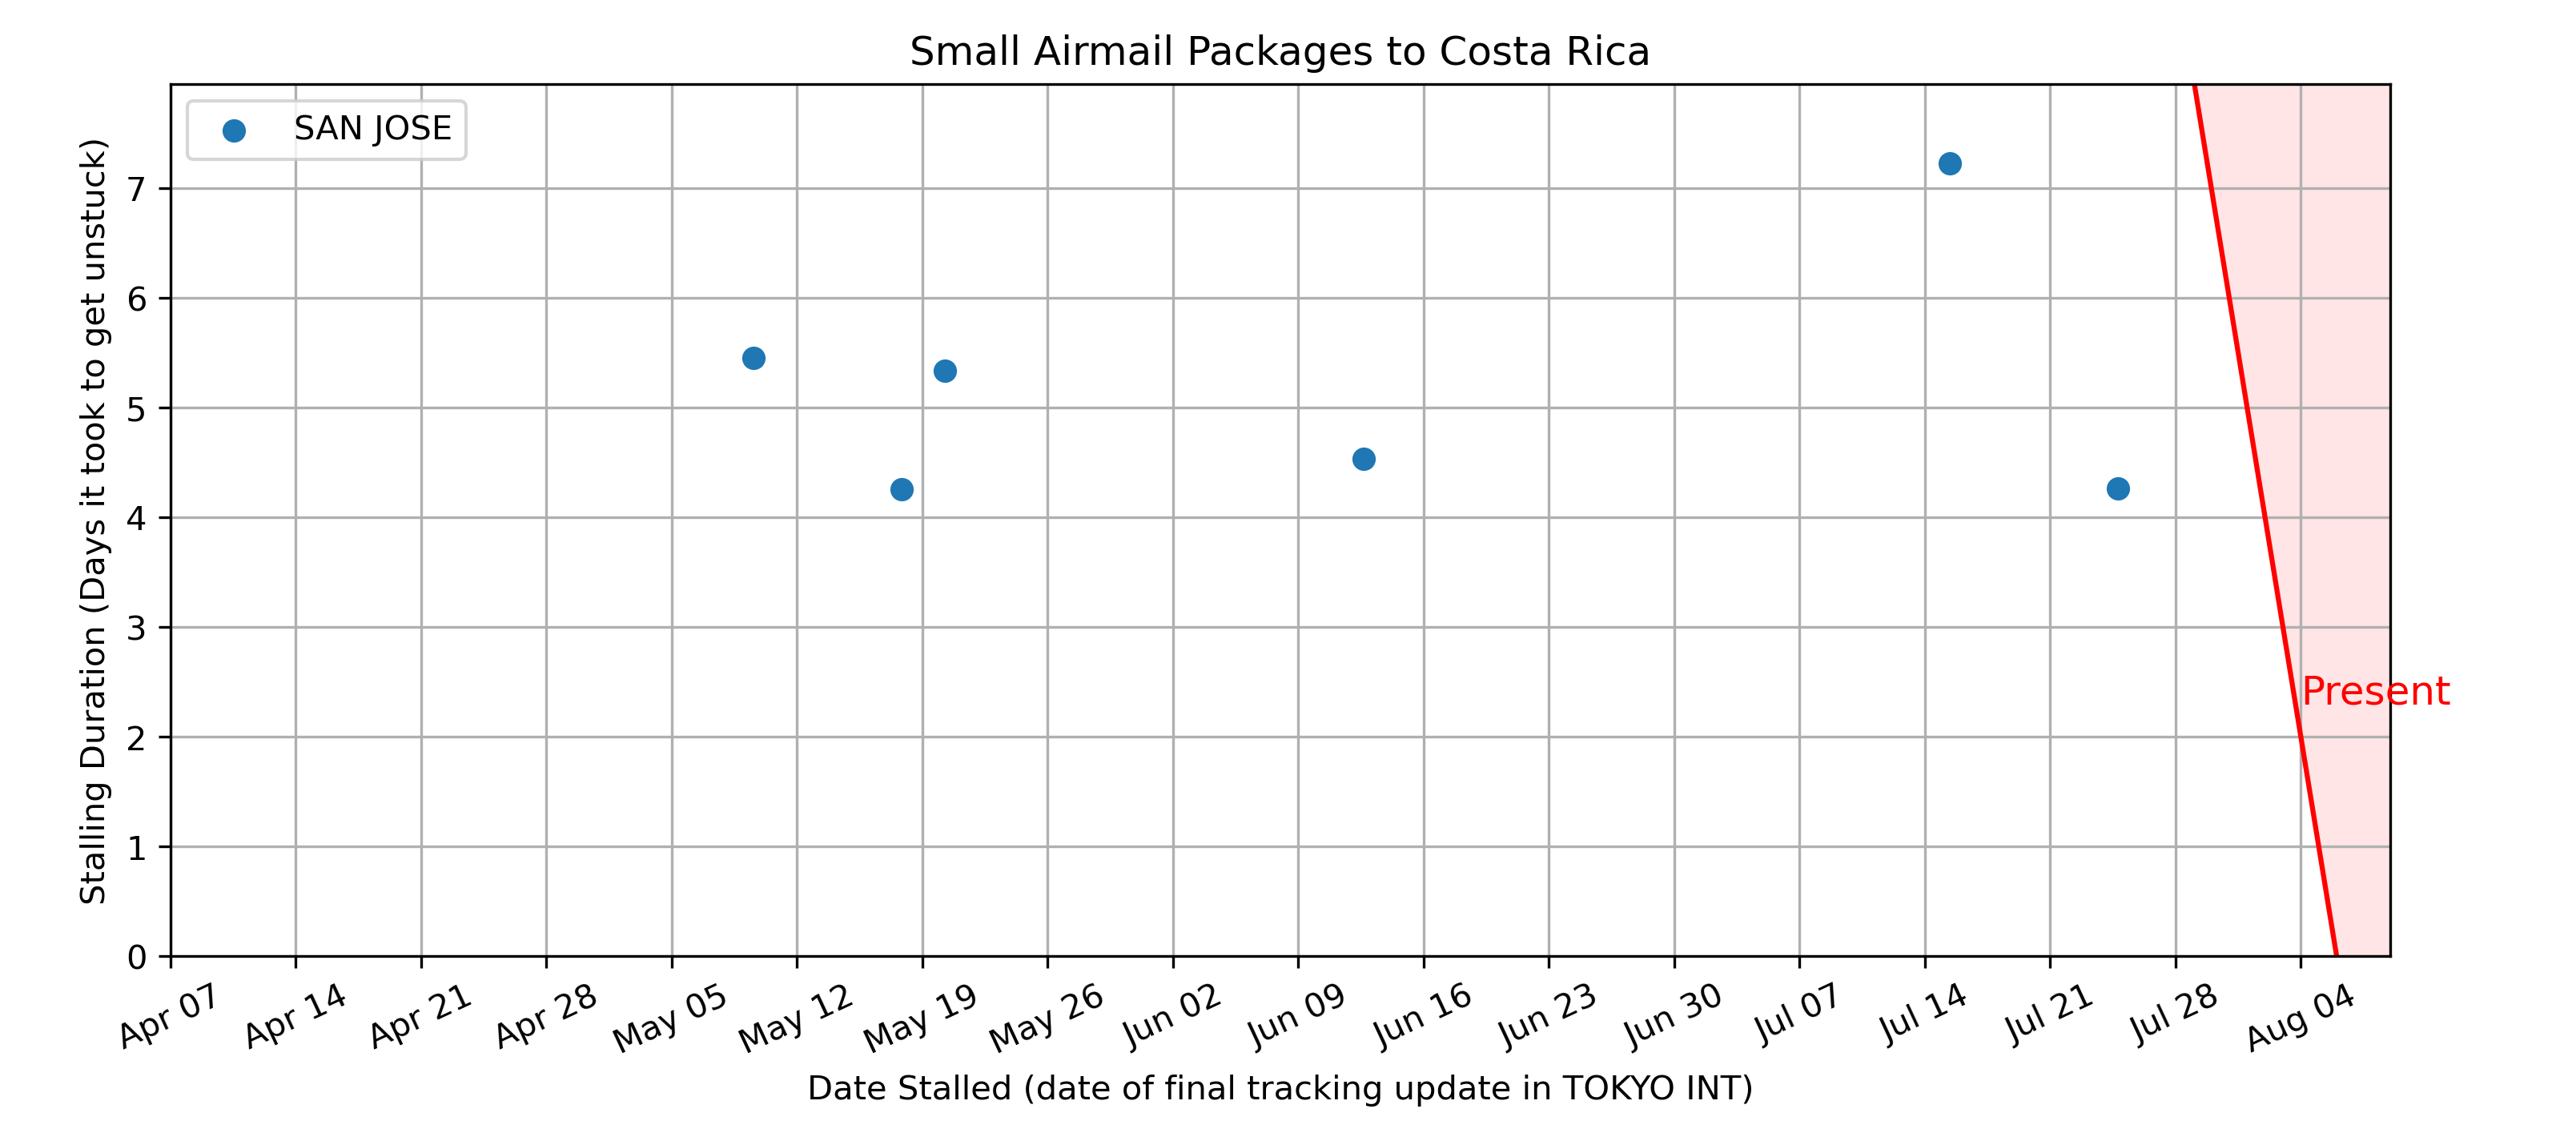 Small Airmail Packages to Costa Rica
SAN JOSE
Stalling Duration (Days it took to get unstuck)
7
6
5
4
3
2
1
0
Present
Apr 07
Apr 14
Apr 21
Apr 28
May 05
May 12
May 19
May 26
Jun 02
Jun 09
Jun 16
Jun 23
Jun 30
Jul 07
Jul 14
Jul 21
Jul 28
Aug 04
Date Stalled (date of final tracking update in TOKYO INT)